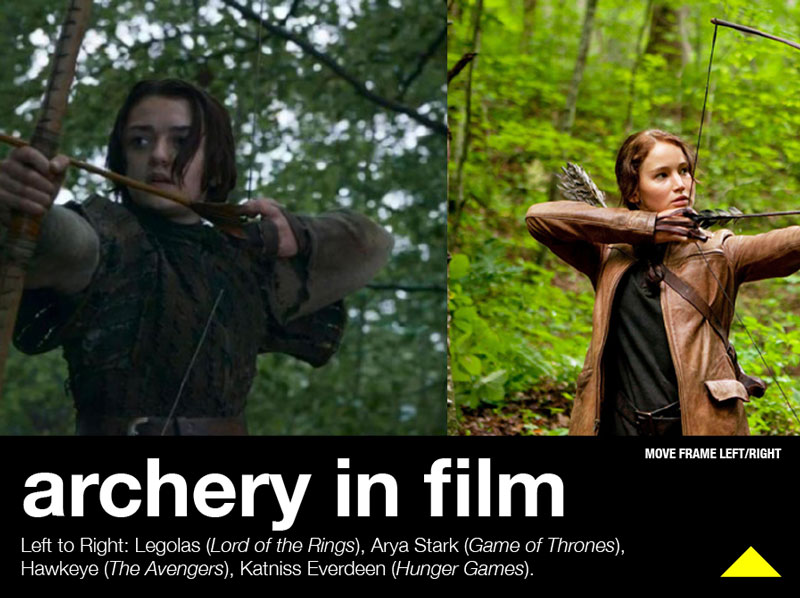 MOVE FRAME LEFT/RIGHT
archery in film
Left to Right: Legolas (Lord of the Rings), Arya Stark (Game of Thrones),
Hawkeye (The Avengers), Katniss Everdeen (Hunger Games).